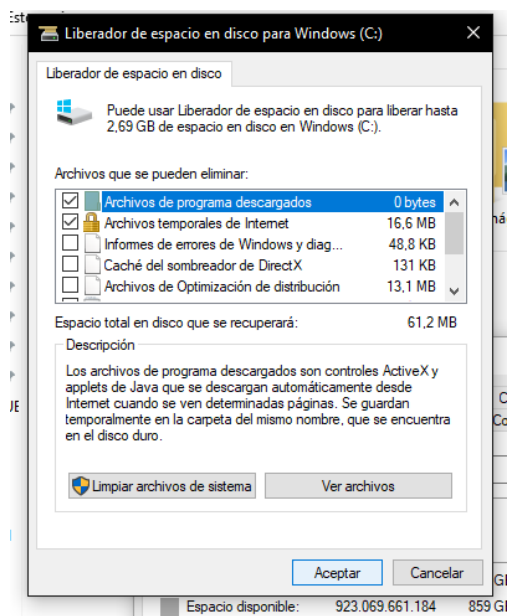 Liberador de espacio en disco para Windows (C:)
Liberador de espacio en disco
Puede usar Liberador de espacio en disco para liberar hasta
2,69 GB de espacio en disco en Windows (C:).
Archivos que se pueden eliminar:
Archivos de programa descargados 0 bytes
Archivos temporales de Internet 16,6 MB
Informes de errores de Windows y diag... 48,8 KB
Caché del sombreador de DirectX 131 KB
Archivos de Optimización de distribución 13,1 MB
Espacio total en disco que se recuperará: 61,2 MB
Descripción
Los archivos de programa descargados son controles ActiveX y
applets de Java que se descargan automáticamente desde
Internet cuando se ven determinadas páginas. Se guardan
temporalmente en la carpeta del mismo nombre, que se encuentra
en el disco duro.
Limpiar archivos de sistema Ver archivos
Aceptar Cancelar
Espacio disponible: 923.069.661.184 859 G